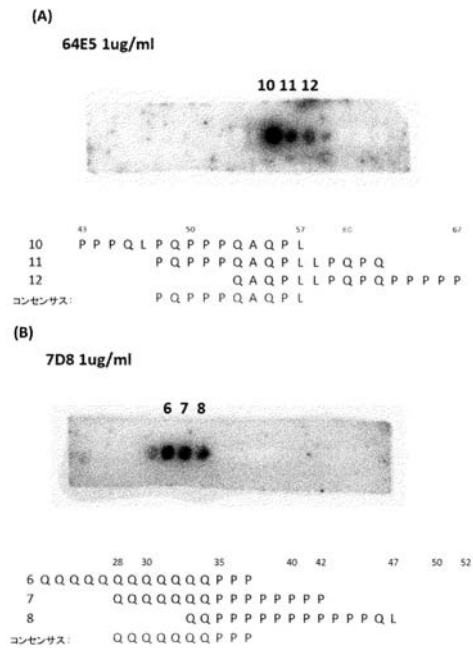 (A)
64E5 1ug/ml
10 11 12
43 50 57 60 67
10 P P P Q L P Q P P P Q A Q P L
11 P Q P P P Q A Q P L L P Q P Q
12 Q A Q P L L P Q P Q P P P P P
コンセンサス: P Q P P P Q A Q P L
(B)
7D8 1ug/ml
6 7 8
28 30 35 40 42 47 50 52
6 Q Q Q Q Q Q Q Q Q Q Q Q P P P
7 Q Q Q Q Q Q Q P P P P P P P P
8 Q Q P P P P P P P P P P P Q L
コンセンサス: Q Q Q Q Q Q Q P P P